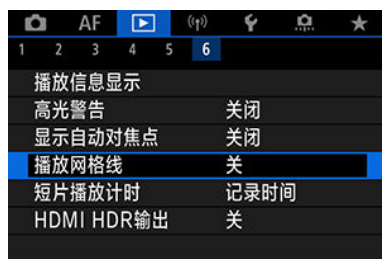 AF
1 2 3 4 5 6
播放信息显示
高光警告 关闭
显示自动对焦点 关闭
播放网格线 关
短片播放计时 记录时间
HDMI HDR输出 关